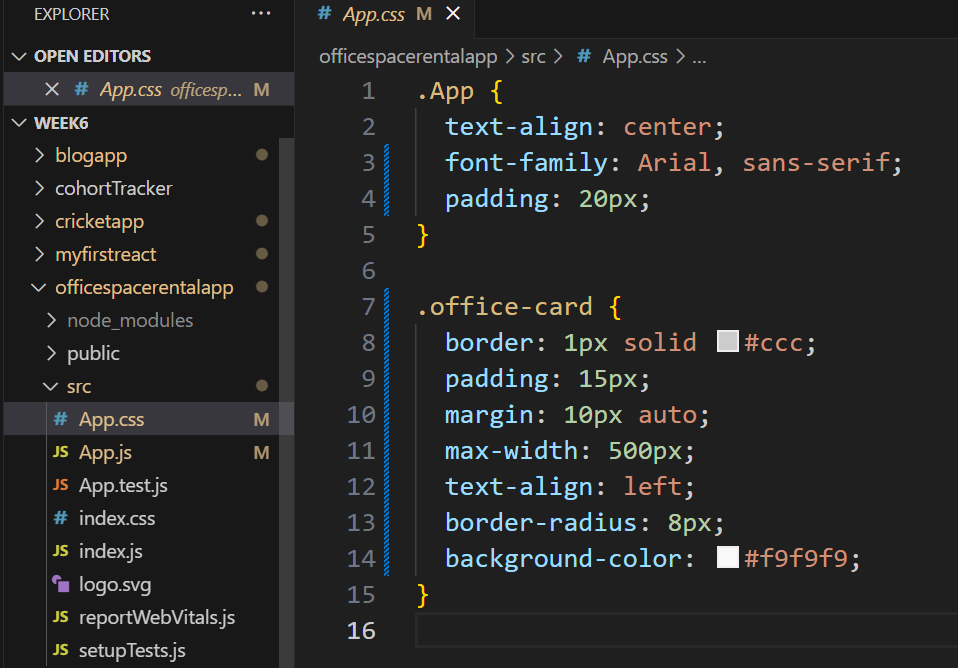 EXPLORER ...
OPEN EDITORS
# App.css officesp... M
WEEK6
blogapp
cohortTracker
cricketapp
myfirstreact
officespacerentalapp
node_modules
public
src
# App.css M
JS App.js M
JS App.test.js
# index.css
JS index.js
logo.svg
JS reportWebVitals.js
JS setupTests.js
# App.css M
officespacerentalapp > src > # App.css > ...
1 .App {
2 text-align: center;
3 font-family: Arial, sans-serif;
4 padding: 20px;
5 }
6
7 .office-card {
8 border: 1px solid #ccc;
9 padding: 15px;
10 margin: 10px auto;
11 max-width: 500px;
12 text-align: left;
13 border-radius: 8px;
14 background-color: #f9f9f9;
15 }
16